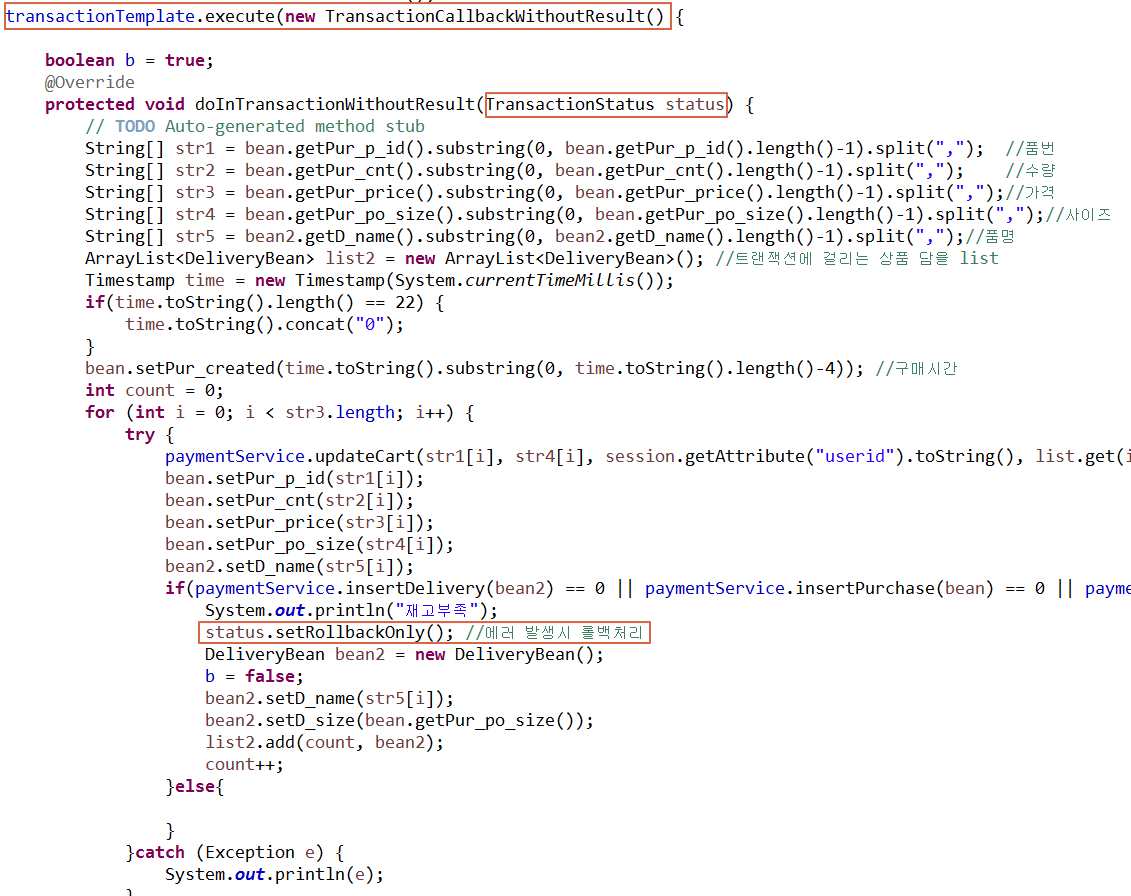 transactionTemplate.execute(new TransactionCallbackWithoutResult() {
boolean b = true;
@Override
protected void doInTransactionWithoutResult(TransactionStatus status) {
// TODO Auto-generated method stub
String[] str1 = bean.getPur_p_id().substring(0, bean.getPur_p_id().length()-1).split(","); //품번
String[] str2 = bean.getPur_cnt().substring(0, bean.getPur_cnt().length()-1).split(","); //수량
String[] str3 = bean.getPur_price().substring(0, bean.getPur_price().length()-1).split(",");//가격
String[] str4 = bean.getPur_po_size().substring(0, bean.getPur_po_size().length()-1).split(",");//사이즈
String[] str5 = bean2.getD_name().substring(0, bean2.getD_name().length()-1).split(",");//품명
ArrayList<DeliveryBean> list2 = new ArrayList<DeliveryBean>(); //트랜잭션에 걸리는 상품 담을 list
Timestamp time = new Timestamp(System.currentTimeMillis());
if(time.toString().length() == 22) {
time.toString().concat("0");
}
bean.setPur_created(time.toString().substring(0, time.toString().length()-4)); //구매시간
int count = 0;
for (int i = 0; i < str3.length; i++) {
try {
paymentService.updateCart(str1[i], str4[i], session.getAttribute("userid").toString(), list.get(i
bean.setPur_p_id(str1[i]);
bean.setPur_cnt(str2[i]);
bean.setPur_price(str3[i]);
bean.setPur_po_size(str4[i]);
bean2.setD_name(str5[i]);
if(paymentService.insertDelivery(bean2) == 0 || paymentService.insertPurchase(bean) == 0 || payme
System.out.println("재고부족");
status.setRollbackOnly(); //에러 발생시 롤백처리
DeliveryBean bean2 = new DeliveryBean();
b = false;
bean2.setD_name(str5[i]);
bean2.setD_size(bean.getPur_po_size());
list2.add(count, bean2);
count++;
}else{
}
}catch (Exception e) {
System.out.println(e);